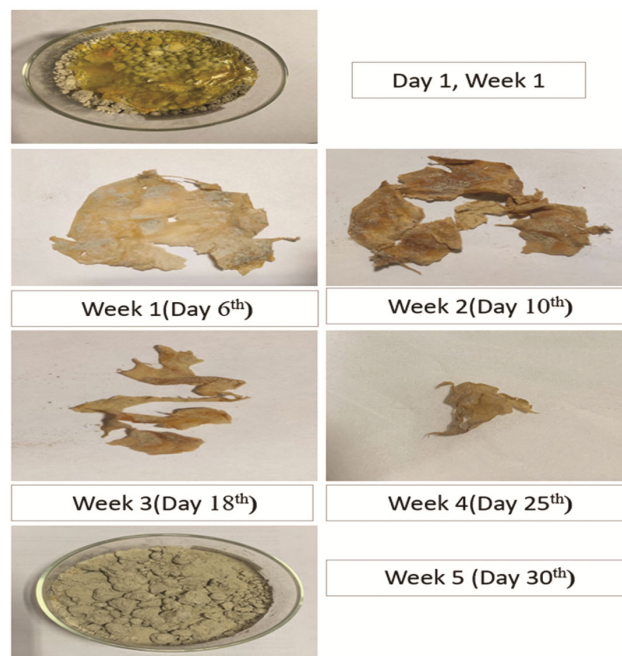 Day 1, Week 1
Week 1(Day 6th)
Week 2(Day 10th)
Week 3(Day 18th)
Week 4(Day 25th)
Week 5 (Day 30th)